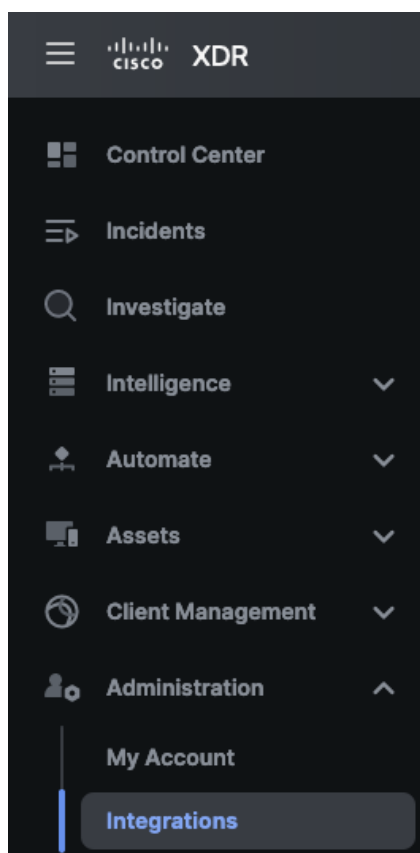 CISCO XDR
Control Center
Incidents
Investigate
Intelligence
Automate
Assets
Client Management
Administration
My Account
Integrations